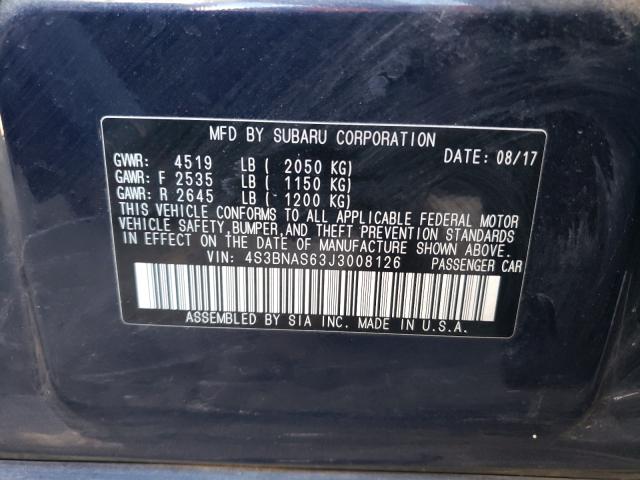 MFD BY SUBARU CORPORATION
GVWR: 4519 LB ( 2050 KG) DATE: 08/17
GAWR: F 2535 LB ( 1150 KG)
GAWR: R 2645 LB ( 1200 KG)
THIS VEHICLE CONFORMS TO ALL APPLICABLE FEDERAL MOTOR
VEHICLE SAFETY, BUMPER, AND THEFT PREVENTION STANDARDS
IN EFFECT ON THE DATE OF MANUFACTURE SHOWN ABOVE.
VIN: 4S3BNAS63J3008126 PASSENGER CAR
ASSEMBLED BY SIA INC. MADE IN U.S.A.